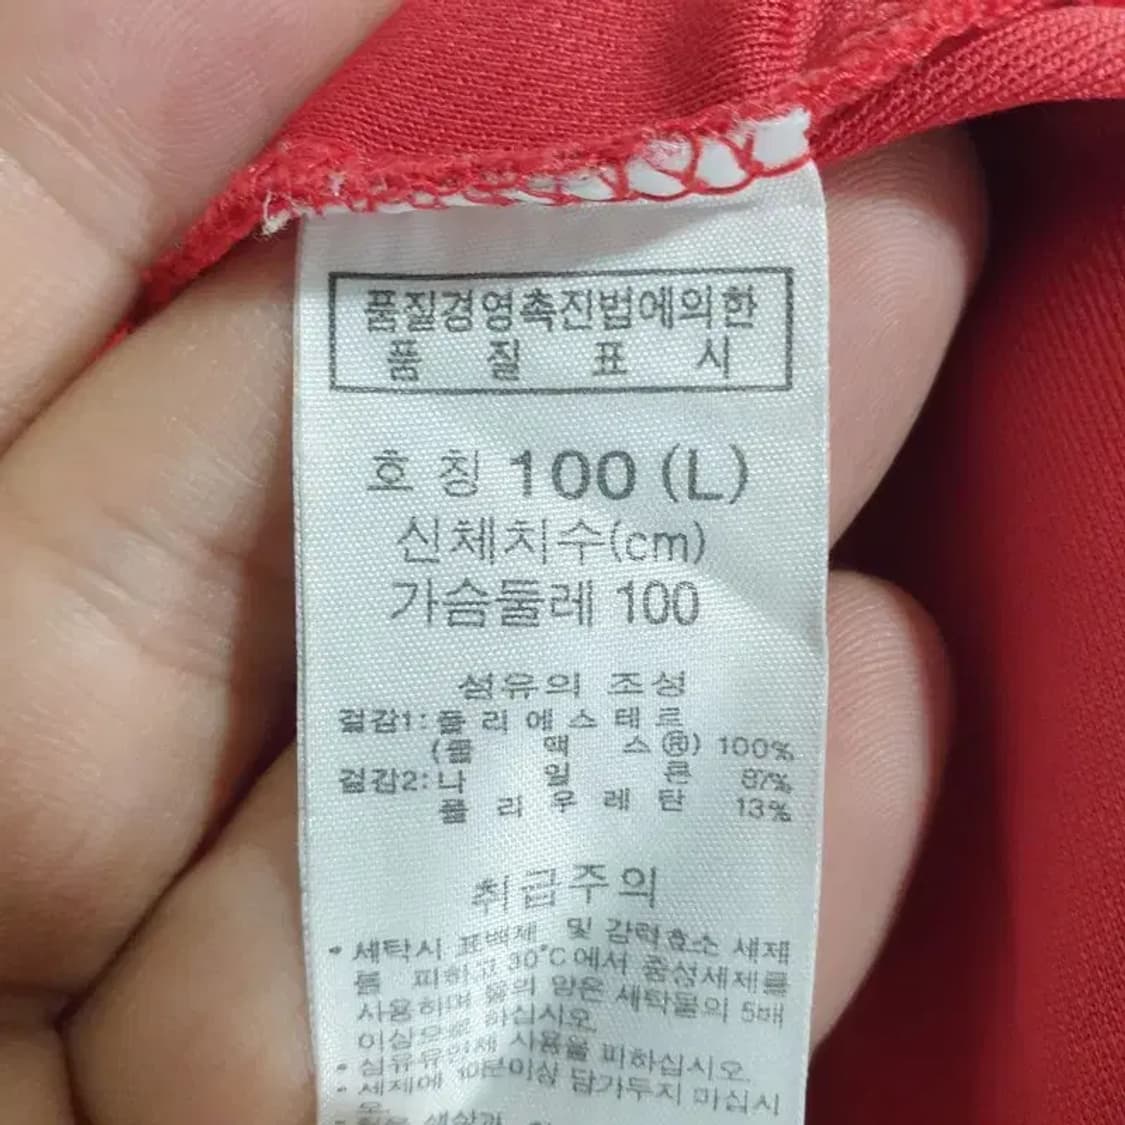 품질경영촉진법에의한
품 질 표 시
호 칭 100 (L)
신체치수(cm)
가슴둘레 100
섬유의 조성
겉감1: 폴 리 에 스 테 르
(쿨 맥 스 ®) 100%
겉감2: 나 일 론 87%
폴 리 우 레 탄 13%
취급주의
• 세탁시 표백제 및 강력효소 세제
를 피하고 30°C에서 중성세제를
사용하며 물의 양은 세탁물의 5배
이상으로 하십시오.
• 섬유유연제 사용을 피하십시오.
• 세제에 10분이상 담가두지 마십시
오.